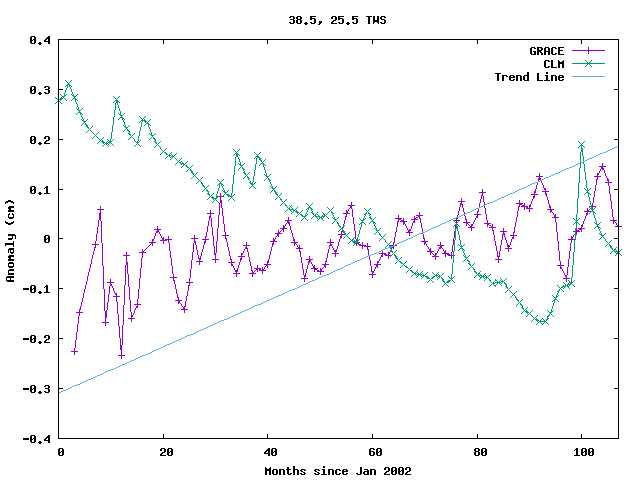 38.5, 25.5 TWS
GRACE
CLM
Trend Line
0.4
0.3
0.2
0.1
0
-0.1
-0.2
-0.3
-0.4
Anomaly (cm)
0 20 40 60 80 100
Months since Jan 2002